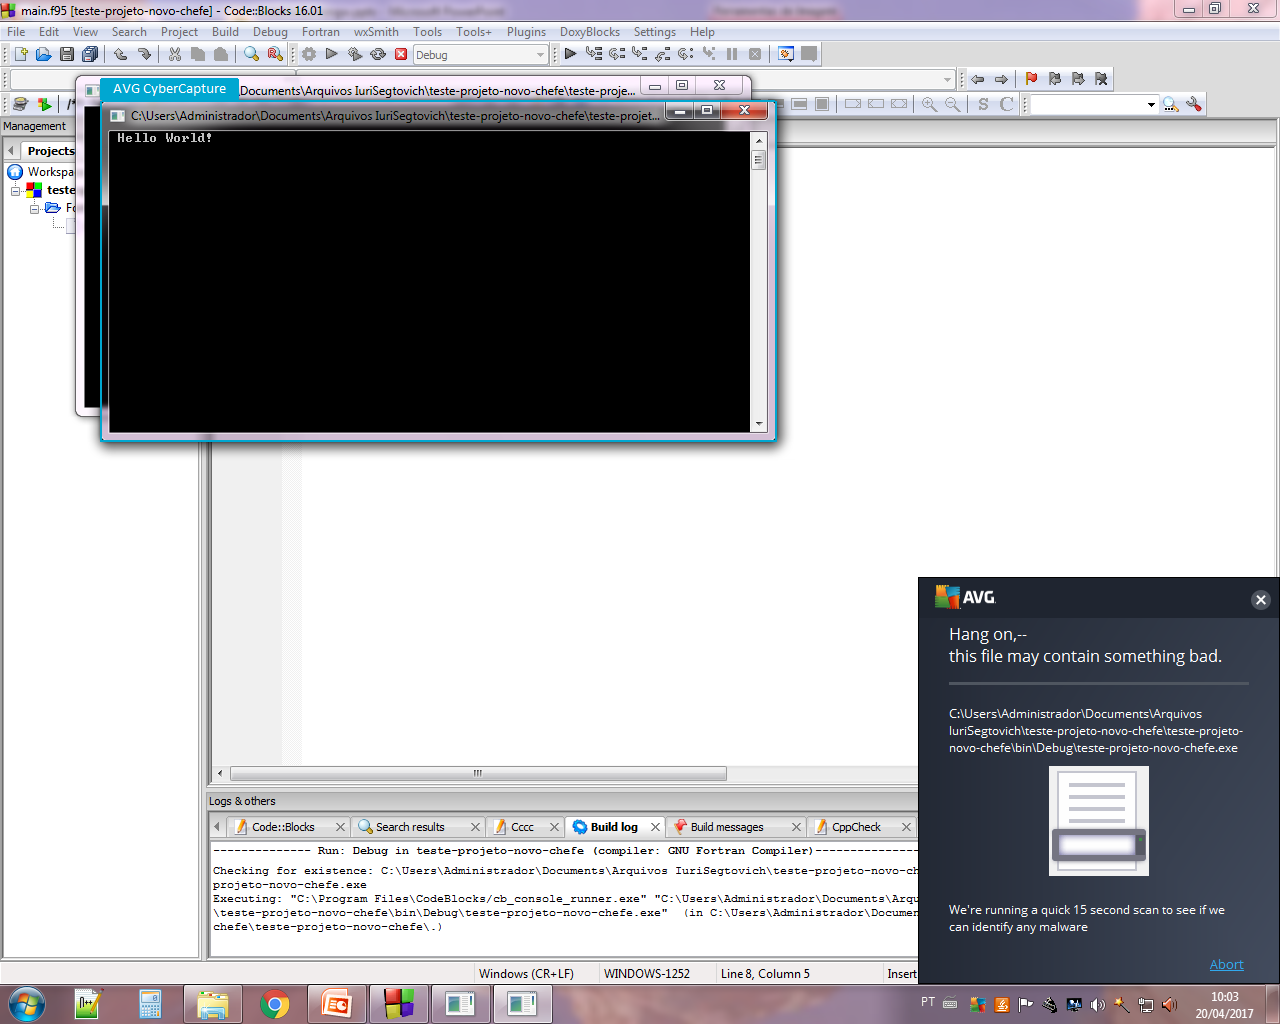 main.f95 [teste-projeto-novo-chefe] - Code::Blocks 16.01
File Edit View Search Project Build Debug Fortran wxSmith Tools Tools+ Plugins DoxyBlocks Settings Help
Debug
AVG CyberCapture
Documents\Arquivos IuriSegtovich\teste-projeto-novo-chefe\teste-proje...
C:\Users\Administrador\Documents\Arquivos IuriSegtovich\teste-projeto-novo-chefe\teste-projet...
Hello World!
Management
Projects
Workspa
teste
Fo
Logs & others
Code::Blocks Search results Cccc Build log Build messages CppCheck
-------------- Run: Debug in teste-projeto-novo-chefe (compiler: GNU Fortran Compiler)---------------
Checking for existence: C:\Users\Administrador\Documents\Arquivos IuriSegtovich\teste-projeto-novo-ch
projeto-novo-chefe.exe
Executing: "C:\Program Files\CodeBlocks/cb_console_runner.exe" "C:\Users\Administrador\Documents\Arqu
\teste-projeto-novo-chefe\bin\Debug\teste-projeto-novo-chefe.exe"  (in C:\Users\Administrador\Documen
chefe\teste-projeto-novo-chefe\.)
Windows (CR+LF) WINDOWS-1252 Line 8, Column 5 Insert
AVG
Hang on,--
this file may contain something bad.
C:\Users\Administrador\Documents\Arquivos
IuriSegtovich\teste-projeto-novo-chefe\teste-projeto-
novo-chefe\bin\Debug\teste-projeto-novo-chefe.exe
We're running a quick 15 second scan to see if we
can identify any malware
Abort
PT
10:03
20/04/2017